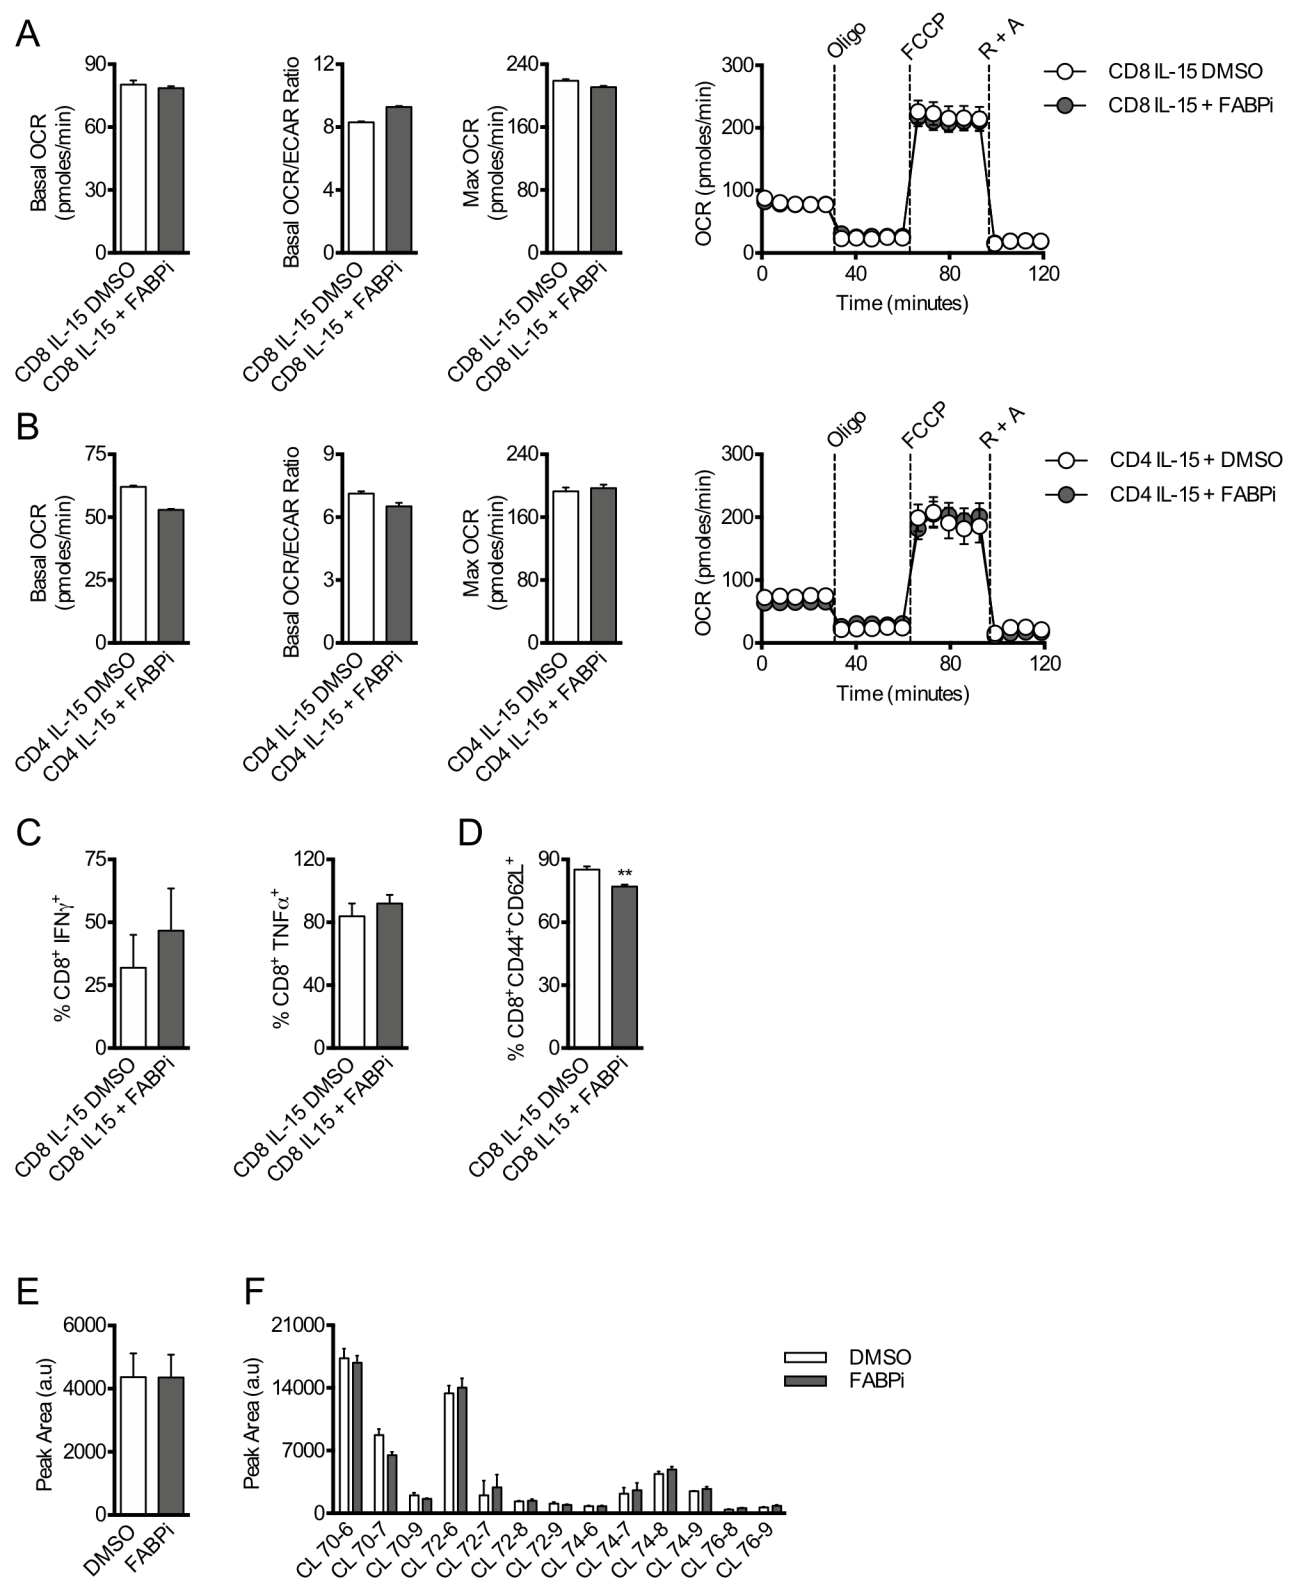 A
90
60
30
0
Basal OCR
(pmoles/min)
CD8 IL-15 DMSO
CD8 IL-15 + FABPi
12
8
4
0
Basal OCR/ECAR Ratio
CD8 IL-15 DMSO
CD8 IL-15 + FABPi
240
160
80
0
Max OCR
(pmoles/min)
CD8 IL-15 DMSO
CD8 IL-15 + FABPi
Oligo
FCCP
R + A
300
200
100
0
OCR (pmoles/min)
0 40 80 120
Time (minutes)
CD8 IL-15 DMSO
CD8 IL-15 + FABPi
B
75
50
25
0
Basal OCR
(pmoles/min)
CD4 IL-15 DMSO
CD4 IL-15 + FABPi
9
6
3
0
Basal OCR/ECAR Ratio
CD4 IL-15 DMSO
CD4 IL-15 + FABPi
240
160
80
0
Max OCR
(pmoles/min)
CD4 IL-15 DMSO
CD4 IL-15 + FABPi
Oligo
FCCP
R + A
300
200
100
0
OCR (pmoles/min)
0 40 80 120
Time (minutes)
CD4 IL-15 + DMSO
CD4 IL-15 + FABPi
C
75
50
25
0
% CD8⁺ IFNγ⁺
CD8 IL-15 DMSO
CD8 IL15 + FABPi
120
80
40
0
% CD8⁺ TNFα⁺
CD8 IL-15 DMSO
CD8 IL15 + FABPi
D
90
60
30
0
% CD8⁺CD44⁺CD62L⁺
**
CD8 IL-15 DMSO
CD8 IL15 + FABPi
E
6000
4000
2000
0
Peak Area (a.u)
DMSO
FABPi
F
21000
14000
7000
0
Peak Area (a.u)
CL 70-6
CL 70-7
CL 70-9
CL 72-6
CL 72-7
CL 72-8
CL 72-9
CL 74-6
CL 74-7
CL 74-8
CL 74-9
CL 76-8
CL 76-9
DMSO
FABPi